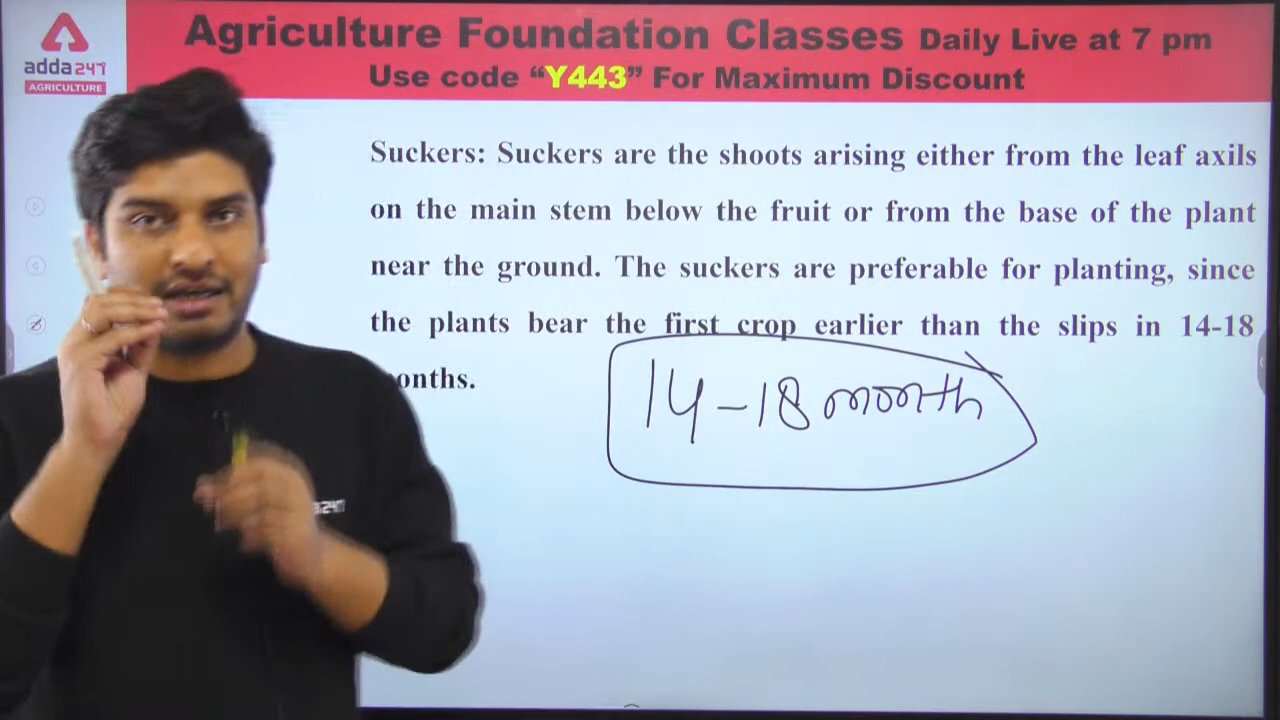 Agriculture Foundation Classes Daily Live at 7 pm
Use code “Y443” For Maximum Discount
adda247
AGRICULTURE
Suckers: Suckers are the shoots arising either from the leaf axils
on the main stem below the fruit or from the base of the plant
near the ground. The suckers are preferable for planting, since
the plants bear the first crop earlier than the slips in 14-18
onths.
14-18 month
247